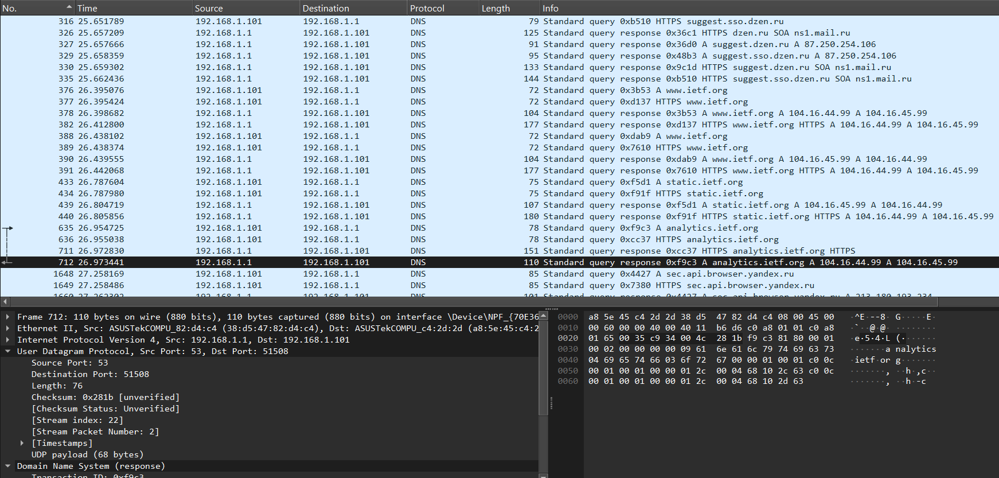 No. Time Source Destination Protocol Length Info
316 25.651789 192.168.1.101 192.168.1.1 DNS 79 Standard query 0xb510 HTTPS suggest.sso.dzen.ru
326 25.657209 192.168.1.1 192.168.1.101 DNS 125 Standard query response 0x36c1 HTTPS dzen.ru SOA ns1.mail.ru
327 25.657666 192.168.1.1 192.168.1.101 DNS 91 Standard query response 0x36d0 A suggest.dzen.ru A 87.250.254.106
329 25.658359 192.168.1.1 192.168.1.101 DNS 95 Standard query response 0x48b3 A suggest.sso.dzen.ru A 87.250.254.106
330 25.659302 192.168.1.1 192.168.1.101 DNS 133 Standard query response 0x9c1d HTTPS suggest.dzen.ru SOA ns1.mail.ru
335 25.662436 192.168.1.1 192.168.1.101 DNS 144 Standard query response 0xb510 HTTPS suggest.sso.dzen.ru SOA ns1.mail.ru
376 26.395076 192.168.1.101 192.168.1.1 DNS 72 Standard query 0x3b53 A www.ietf.org
377 26.395424 192.168.1.101 192.168.1.1 DNS 72 Standard query 0xd137 HTTPS www.ietf.org
378 26.398682 192.168.1.1 192.168.1.101 DNS 104 Standard query response 0x3b53 A www.ietf.org A 104.16.44.99 A 104.16.45.99
382 26.412800 192.168.1.1 192.168.1.101 DNS 177 Standard query response 0xd137 HTTPS www.ietf.org HTTPS A 104.16.44.99 A 104.16.45.99
388 26.438102 192.168.1.101 192.168.1.1 DNS 72 Standard query 0xdab9 A www.ietf.org
389 26.438374 192.168.1.101 192.168.1.1 DNS 72 Standard query 0x7610 HTTPS www.ietf.org
390 26.439555 192.168.1.1 192.168.1.101 DNS 104 Standard query response 0xdab9 A www.ietf.org A 104.16.45.99 A 104.16.44.99
391 26.442068 192.168.1.1 192.168.1.101 DNS 177 Standard query response 0x7610 HTTPS www.ietf.org HTTPS A 104.16.44.99 A 104.16.45.99
433 26.787604 192.168.1.101 192.168.1.1 DNS 75 Standard query 0xf5d1 A static.ietf.org
434 26.787980 192.168.1.101 192.168.1.1 DNS 75 Standard query 0xf91f HTTPS static.ietf.org
439 26.804719 192.168.1.1 192.168.1.101 DNS 107 Standard query response 0xf5d1 A static.ietf.org A 104.16.45.99 A 104.16.44.99
440 26.805856 192.168.1.1 192.168.1.101 DNS 180 Standard query response 0xf91f HTTPS static.ietf.org HTTPS A 104.16.44.99 A 104.16.45.99
635 26.954725 192.168.1.101 192.168.1.1 DNS 78 Standard query 0xf9c3 A analytics.ietf.org
636 26.955038 192.168.1.101 192.168.1.1 DNS 78 Standard query 0xcc37 HTTPS analytics.ietf.org
711 26.972830 192.168.1.1 192.168.1.101 DNS 151 Standard query response 0xcc37 HTTPS analytics.ietf.org HTTPS
712 26.973441 192.168.1.1 192.168.1.101 DNS 110 Standard query response 0xf9c3 A analytics.ietf.org A 104.16.44.99 A 104.16.45.99
1648 27.258169 192.168.1.101 192.168.1.1 DNS 85 Standard query 0x4427 A sec.api.browser.yandex.ru
1649 27.258486 192.168.1.101 192.168.1.1 DNS 85 Standard query 0x7380 HTTPS sec.api.browser.yandex.ru
1660 27.262302 192.168.1.1 192.168.1.101 DNS 101 Standard query response 0x4427 A sec.api.browser.yandex.ru A 213.180.193.234
Frame 712: 110 bytes on wire (880 bits), 110 bytes captured (880 bits) on interface \Device\NPF_{70E36
Ethernet II, Src: ASUSTekCOMPU_82:d4:c4 (38:d5:47:82:d4:c4), Dst: ASUSTekCOMPU_c4:2d:2d (a8:5e:45:c4:2
Internet Protocol Version 4, Src: 192.168.1.1, Dst: 192.168.1.101
User Datagram Protocol, Src Port: 53, Dst Port: 51508
Source Port: 53
Destination Port: 51508
Length: 76
Checksum: 0x281b [unverified]
[Checksum Status: Unverified]
[Stream index: 22]
[Stream Packet Number: 2]
[Timestamps]
UDP payload (68 bytes)
Domain Name System (response)
Transaction ID: 0xf9c3
0000 a8 5e 45 c4 2d 2d 38 d5 47 82 d4 c4 08 00 45 00 ·^E·--8· G·····E·
0010 00 60 00 00 40 00 40 11 b6 d6 c0 a8 01 01 c0 a8 ·`··@·@· ········
0020 01 65 00 35 c9 34 00 4c 28 1b f9 c3 81 80 00 01 ·e·5·4·L (·······
0030 00 02 00 00 00 00 09 61 6e 61 6c 79 74 69 63 73 ·······a nalytics
0040 04 69 65 74 66 03 6f 72 67 00 00 01 00 01 c0 0c ·ietf·or g·······
0050 00 01 00 01 00 00 01 2c 00 04 68 10 2c 63 c0 0c ·······, ··h·,c··
0060 00 01 00 01 00 00 01 2c 00 04 68 10 2d 63 ·······, ··h·-c